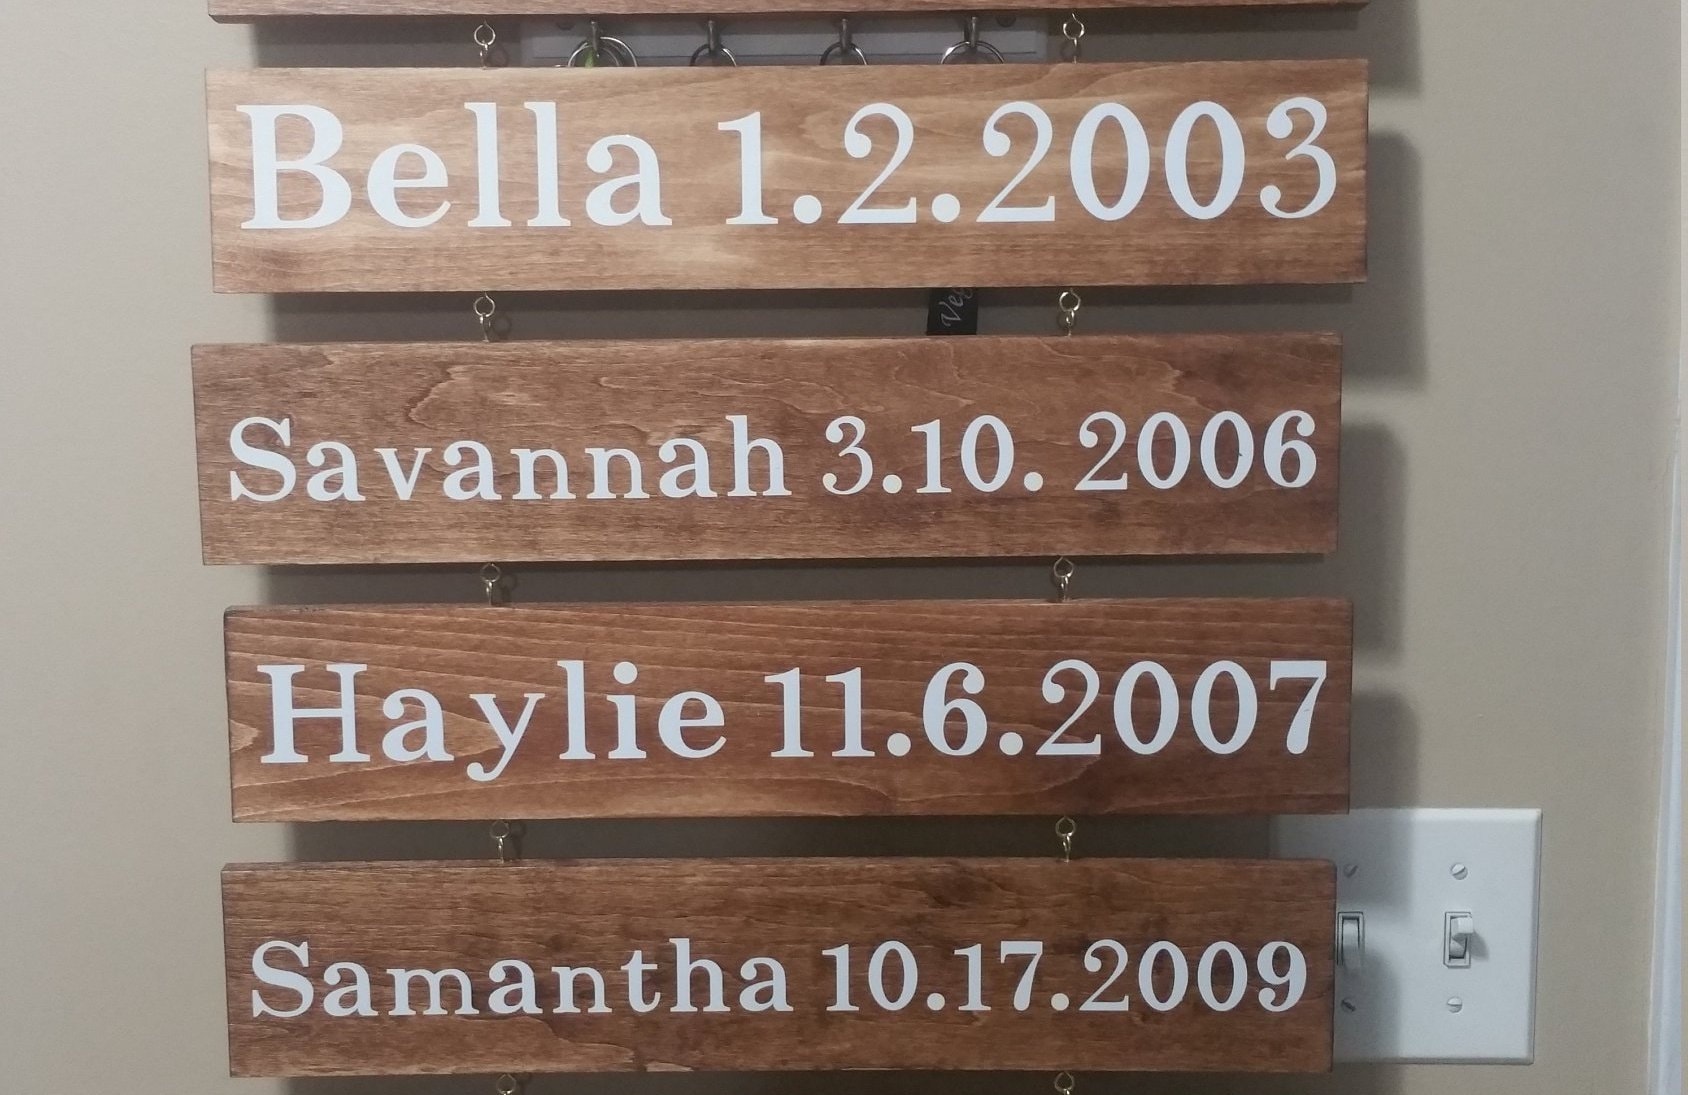 Bella 1.2.2003
Savannah 3.10. 2006
Haylie 11.6.2007
Samantha 10.17.2009